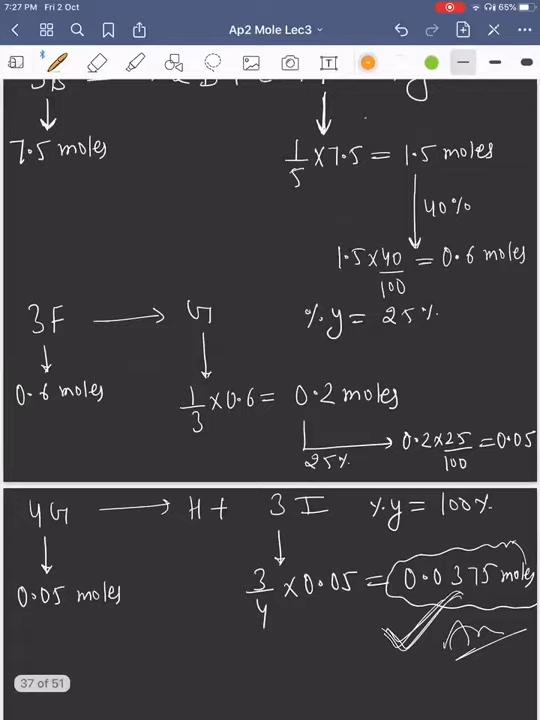 7:27 PM Fri 2 Oct 65%
Ap2 Mole Lec3
7.5 moles 1/5 × 7.5 = 1.5 moles
40%
1.5 × 40/100 = 0.6 moles
3F → G %.y = 25%.
0.6 moles 1/3 × 0.6 = 0.2 moles
25% 0.2 × 25/100 = 0.05
4G → H + 3I %.y = 100%.
0.05 moles 3/4 × 0.05 = 0.0375 moles
Ans
37 of 51